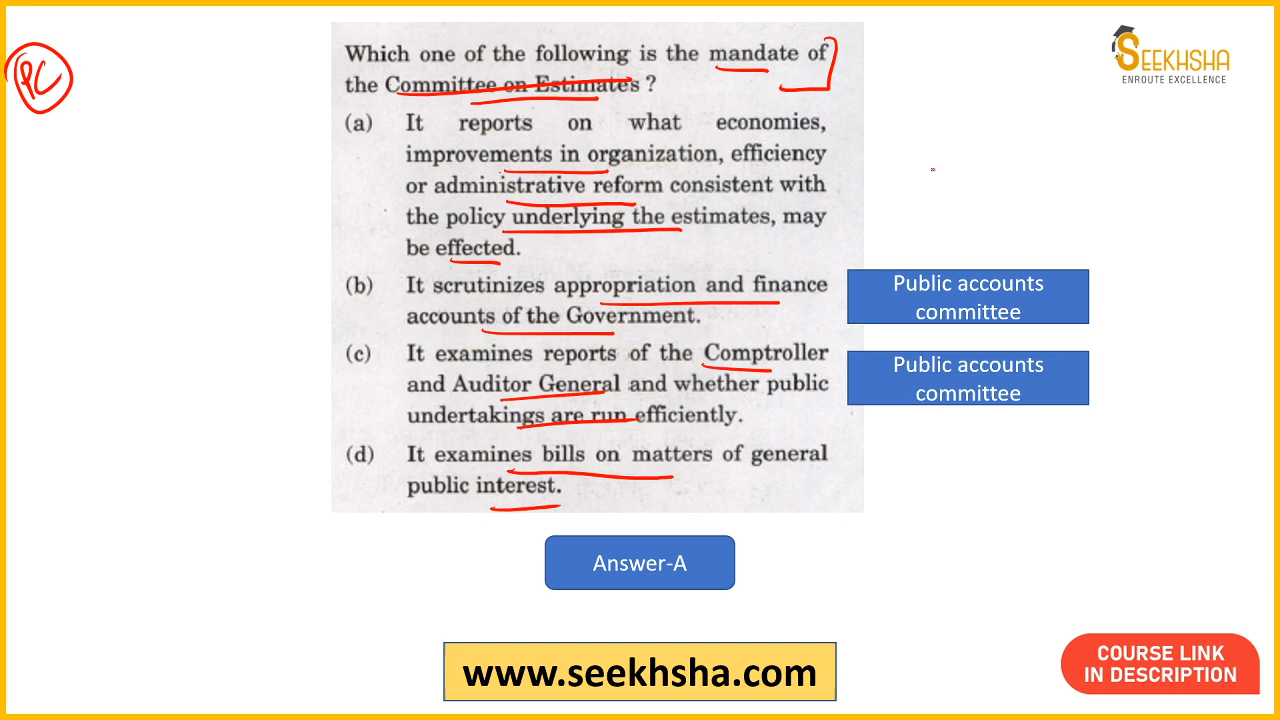 PC
SEEKHSHA
ENROUTE EXCELLENCE
Which one of the following is the mandate of
the Committee on Estimates ?
(a) It reports on what economies,
improvements in organization, efficiency
or administrative reform consistent with
the policy underlying the estimates, may
be effected.
(b) It scrutinizes appropriation and finance
accounts of the Government.
Public accounts
committee
(c) It examines reports of the Comptroller
and Auditor General and whether public
undertakings are run efficiently.
Public accounts
committee
(d) It examines bills on matters of general
public interest.
Answer-A
www.seekhsha.com
COURSE LINK
IN DESCRIPTION